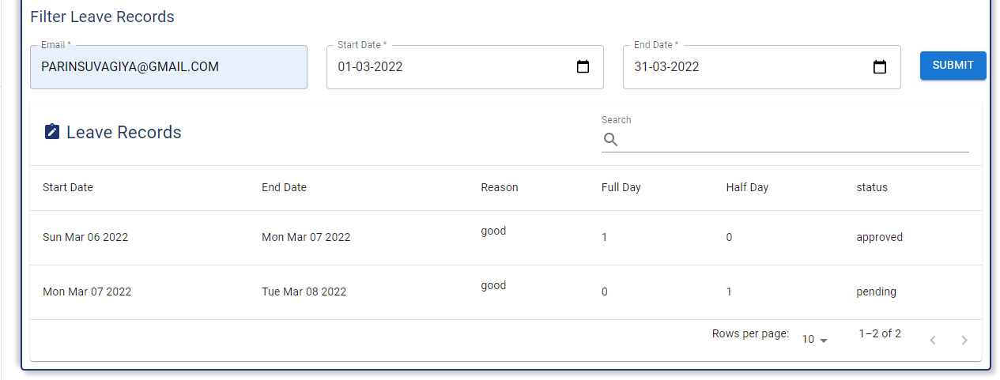 Filter Leave Records
Email * Start Date * End Date *
PARINSUVAGIYA@GMAIL.COM 01-03-2022 31-03-2022 SUBMIT
Leave Records
Search
Start Date End Date Reason Full Day Half Day status
Sun Mar 06 2022 Mon Mar 07 2022 good 1 0 approved
Mon Mar 07 2022 Tue Mar 08 2022 good 0 1 pending
Rows per page: 10 1–2 of 2